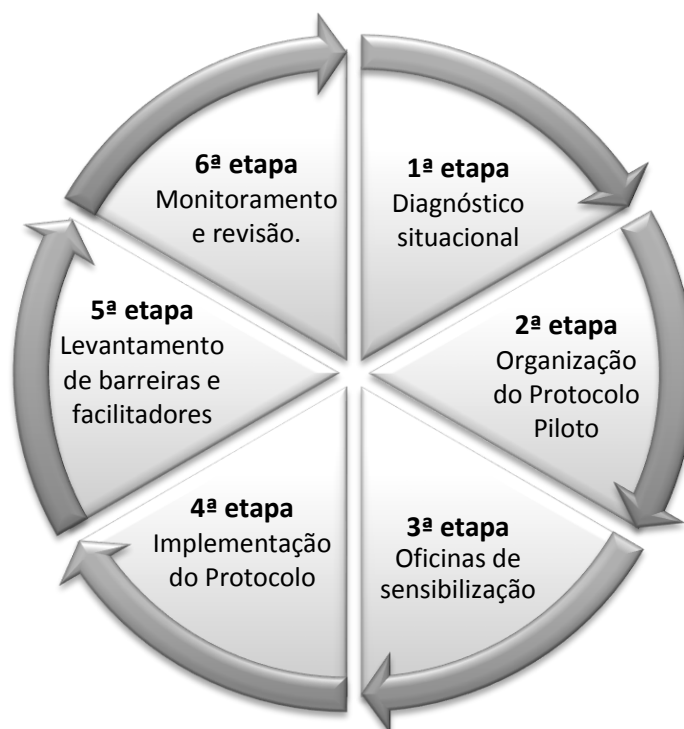 1ª etapa
Diagnóstico
situacional
2ª etapa
Organização
do Protocolo
Piloto
3ª etapa
Oficinas de
sensibilização
4ª etapa
Implementação
do Protocolo
5ª etapa
Levantamento
de barreiras e
facilitadores
6ª etapa
Monitoramento
e revisão.